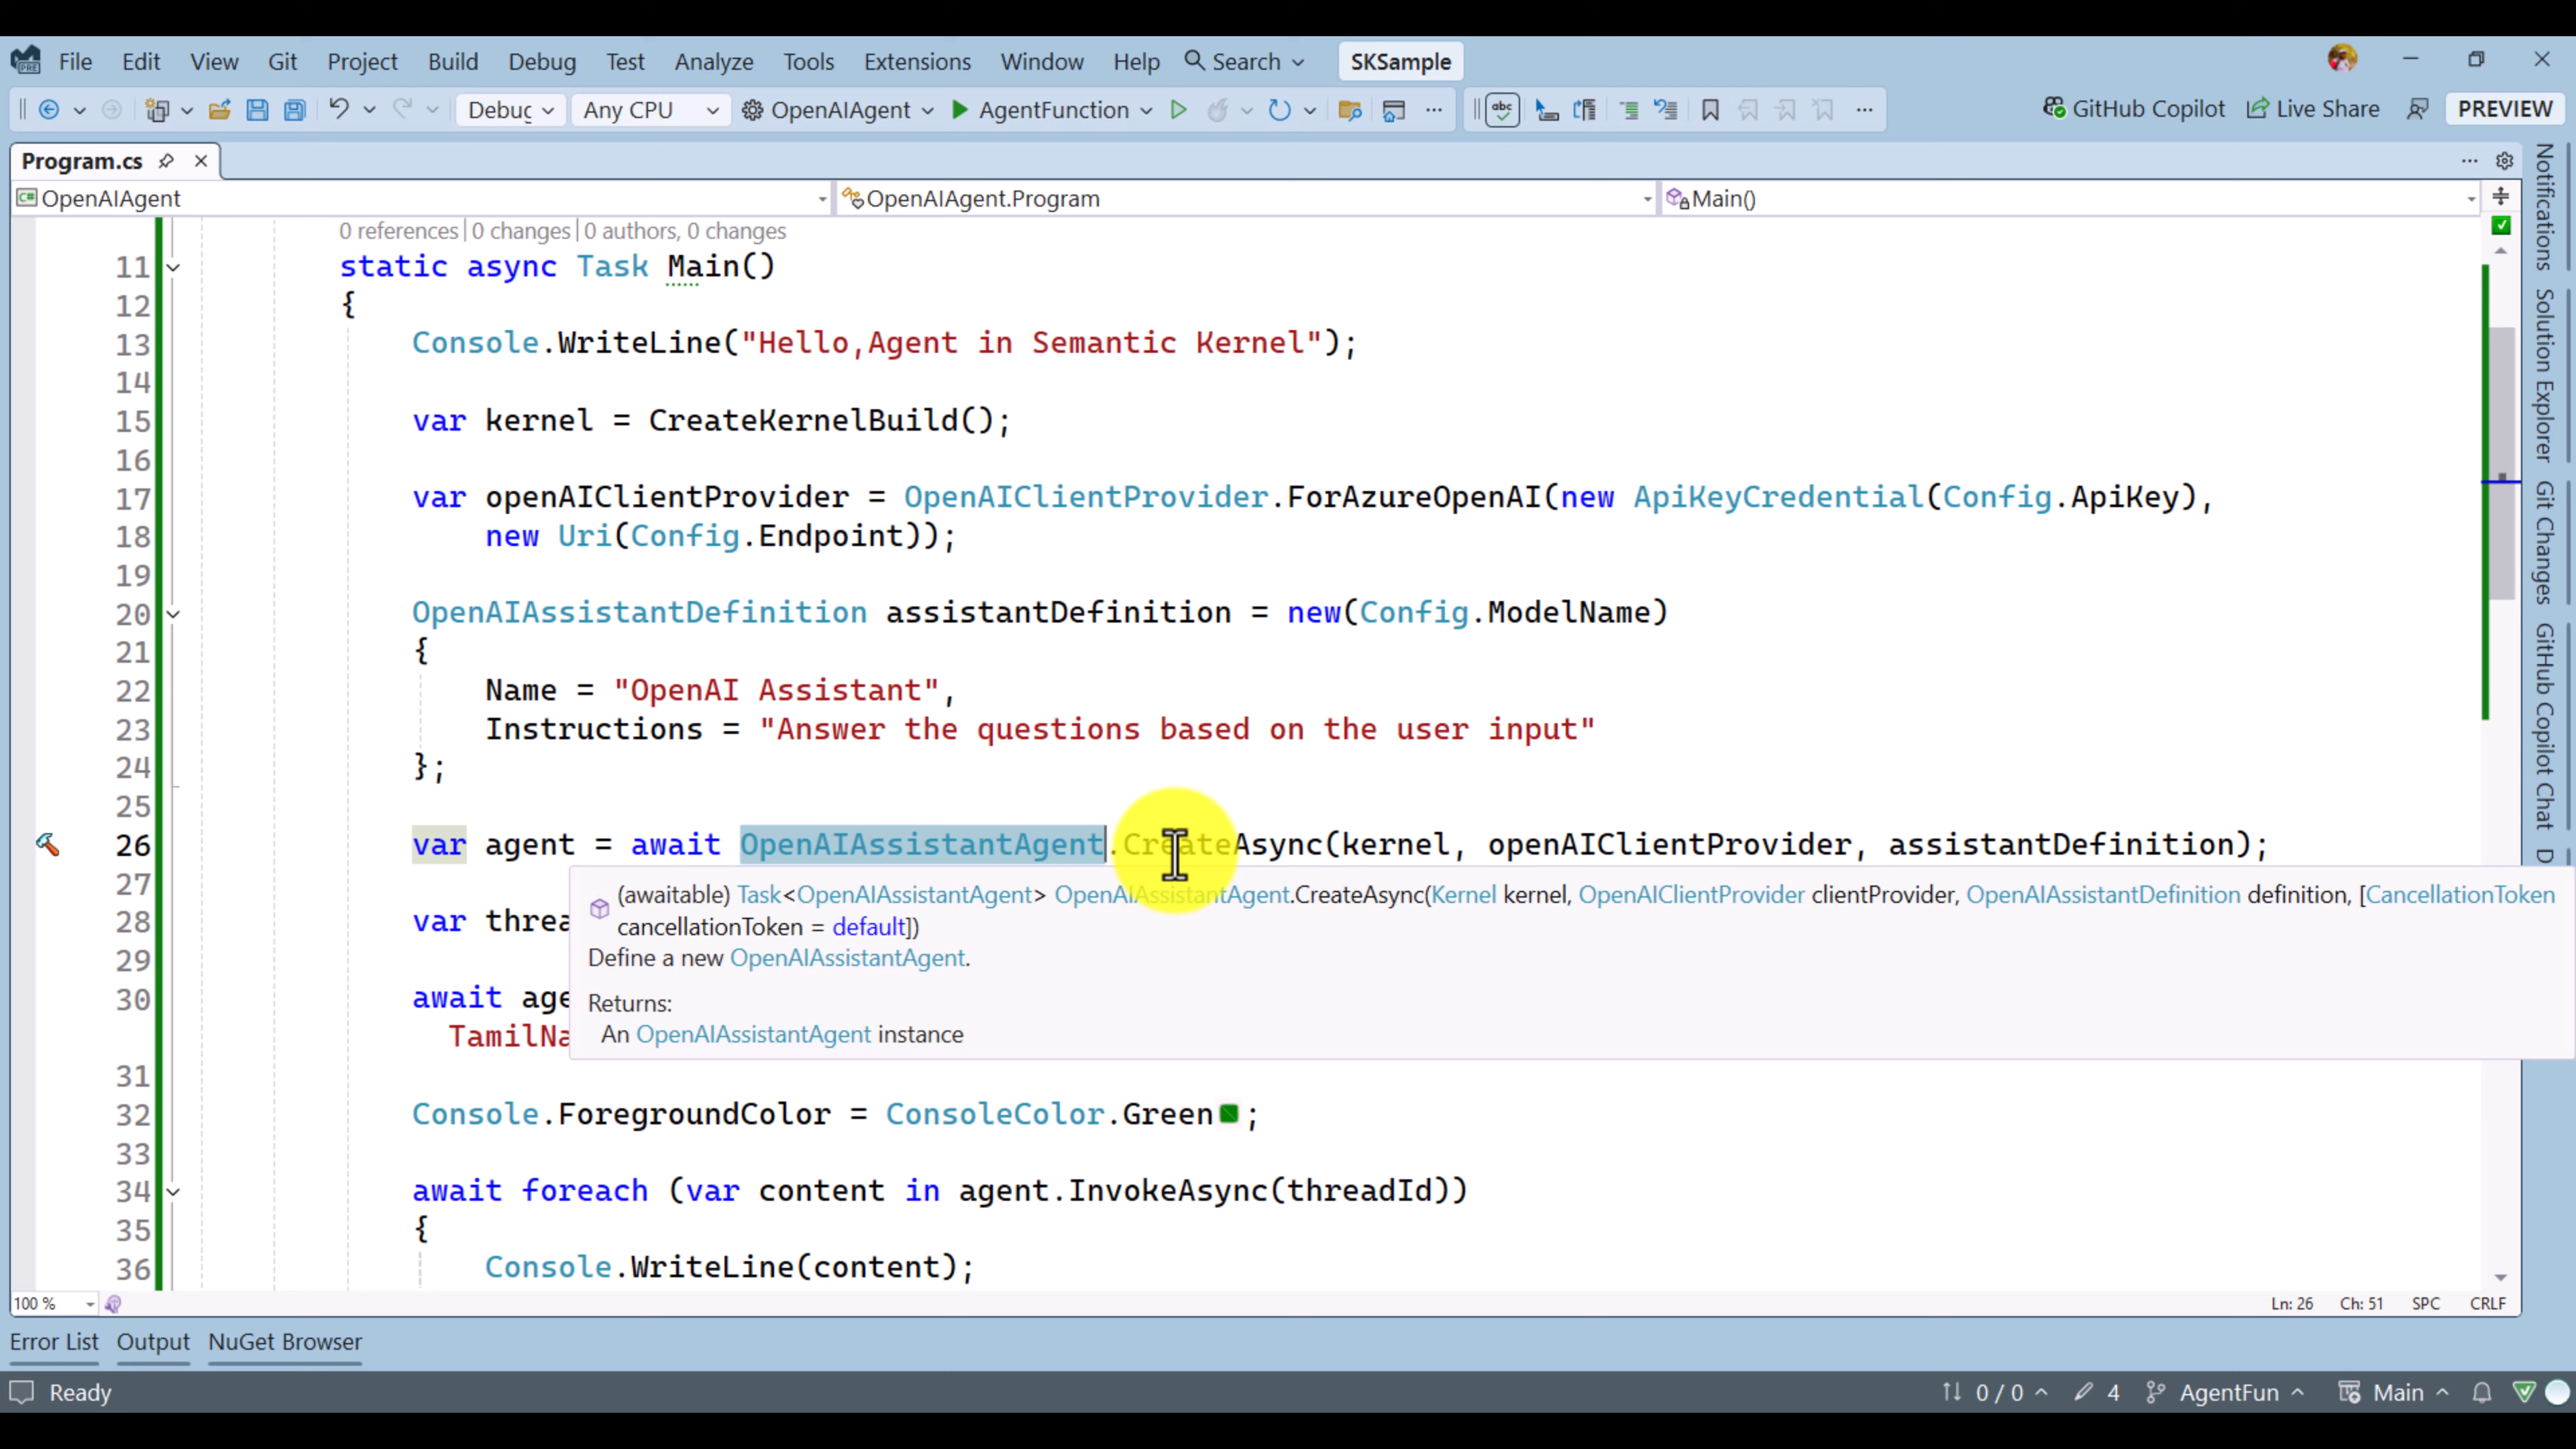 File Edit View Git Project Build Debug Test Analyze Tools Extensions Window Help Search SKSample
Debug Any CPU OpenAIAgent AgentFunction GitHub Copilot Live Share PREVIEW
Program.cs
OpenAIAgent OpenAIAgent.Program Main()
0 references | 0 changes | 0 authors, 0 changes
11 static async Task Main()
12 {
13 Console.WriteLine("Hello,Agent in Semantic Kernel");
14
15 var kernel = CreateKernelBuild();
16
17 var openAIClientProvider = OpenAIClientProvider.ForAzureOpenAI(new ApiKeyCredential(Config.ApiKey),
18 new Uri(Config.Endpoint));
19
20 OpenAIAssistantDefinition assistantDefinition = new(Config.ModelName)
21 {
22 Name = "OpenAI Assistant",
23 Instructions = "Answer the questions based on the user input"
24 };
25
26 var agent = await OpenAIAssistantAgent.CreateAsync(kernel, openAIClientProvider, assistantDefinition);
27
(awaitable) Task<OpenAIAssistantAgent> OpenAIAssistantAgent.CreateAsync(Kernel kernel, OpenAIClientProvider clientProvider, OpenAIAssistantDefinition definition, [CancellationToken
cancellationToken = default])
Define a new OpenAIAssistantAgent.
Returns:
An OpenAIAssistantAgent instance
28 var threa
29
30 await age
TamilNa
31
32 Console.ForegroundColor = ConsoleColor.Green;
33
34 await foreach (var content in agent.InvokeAsync(threadId))
35 {
36 Console.WriteLine(content);
100 % Ln: 26 Ch: 51 SPC CRLF
Error List Output NuGet Browser
Ready 0 / 0 4 AgentFun Main
Notifications
Solution Explorer
Git Changes
GitHub Copilot Chat
D